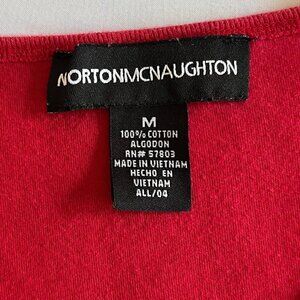 NORTONMCNAUGHTON
M
100% COTTON
ALGODON
RN# 57803
MADE IN VIETNAM
HECHO EN
VIETNAM
ALL/04